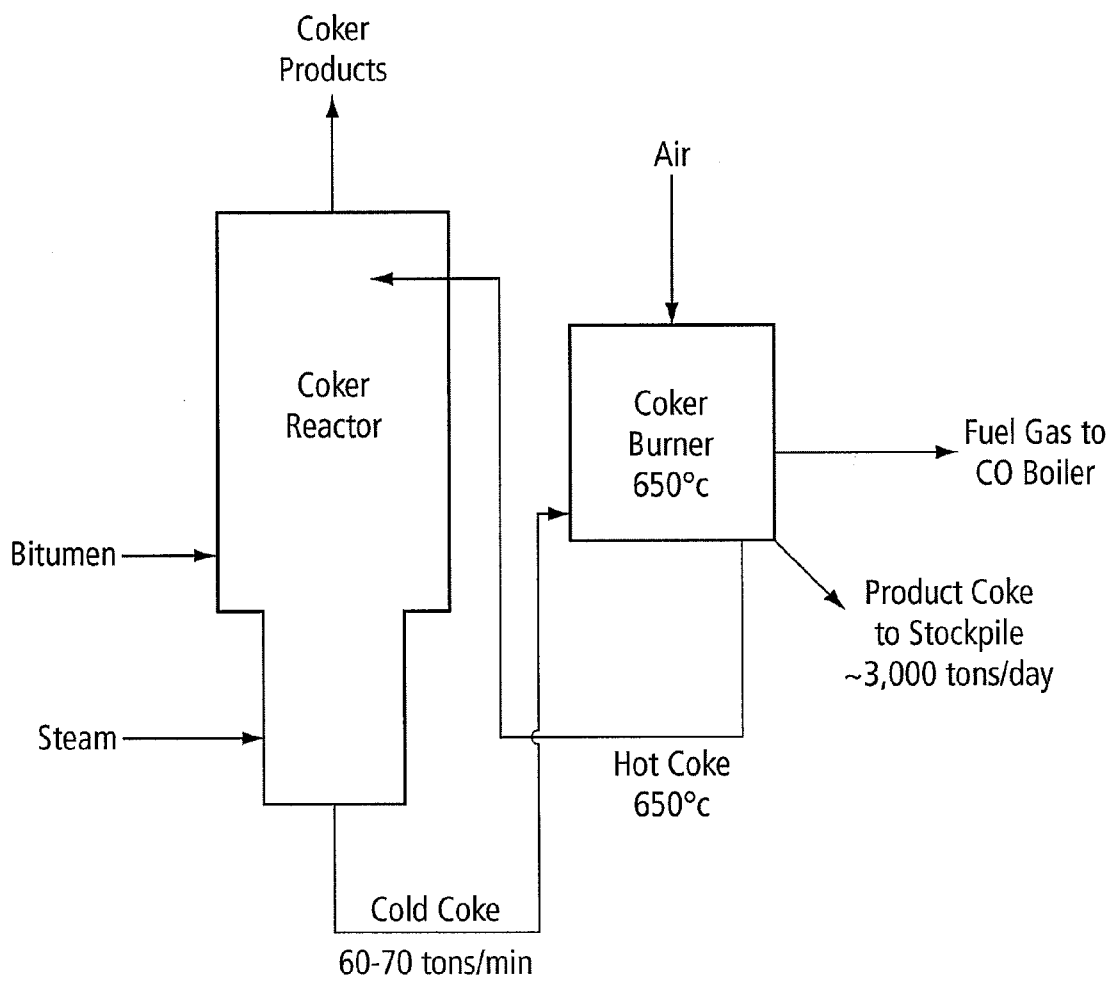 Coker
Products
Air
Coker
Reactor
Coker
Burner
650°c
Fuel Gas to
CO Boiler
Bitumen
Product Coke
to Stockpile
~3,000 tons/day
Steam
Hot Coke
650°c
Cold Coke
60-70 tons/min